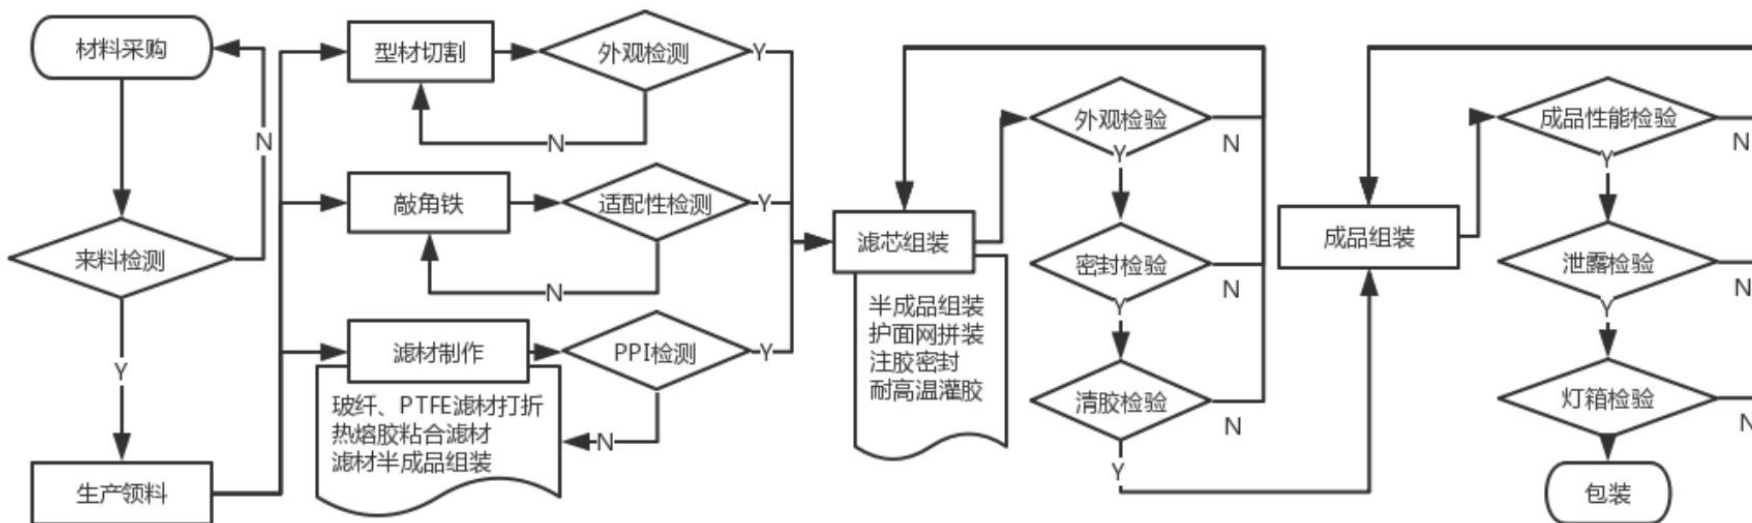 材料采购
N
来料检测
Y
生产领料
型材切割
外观检测
Y
N
敲角铁
适配性检测
Y
N
滤材制作
PPI检测
Y
玻纤、PTFE滤材打折
热熔胶粘合滤材
滤材半成品组装
N
滤芯组装
半成品组装
护面网拼装
注胶密封
耐高温灌胶
外观检验
N
Y
密封检验
N
Y
清胶检验
N
Y
成品组装
成品性能检验
N
Y
泄露检验
N
Y
灯箱检验
N
包装